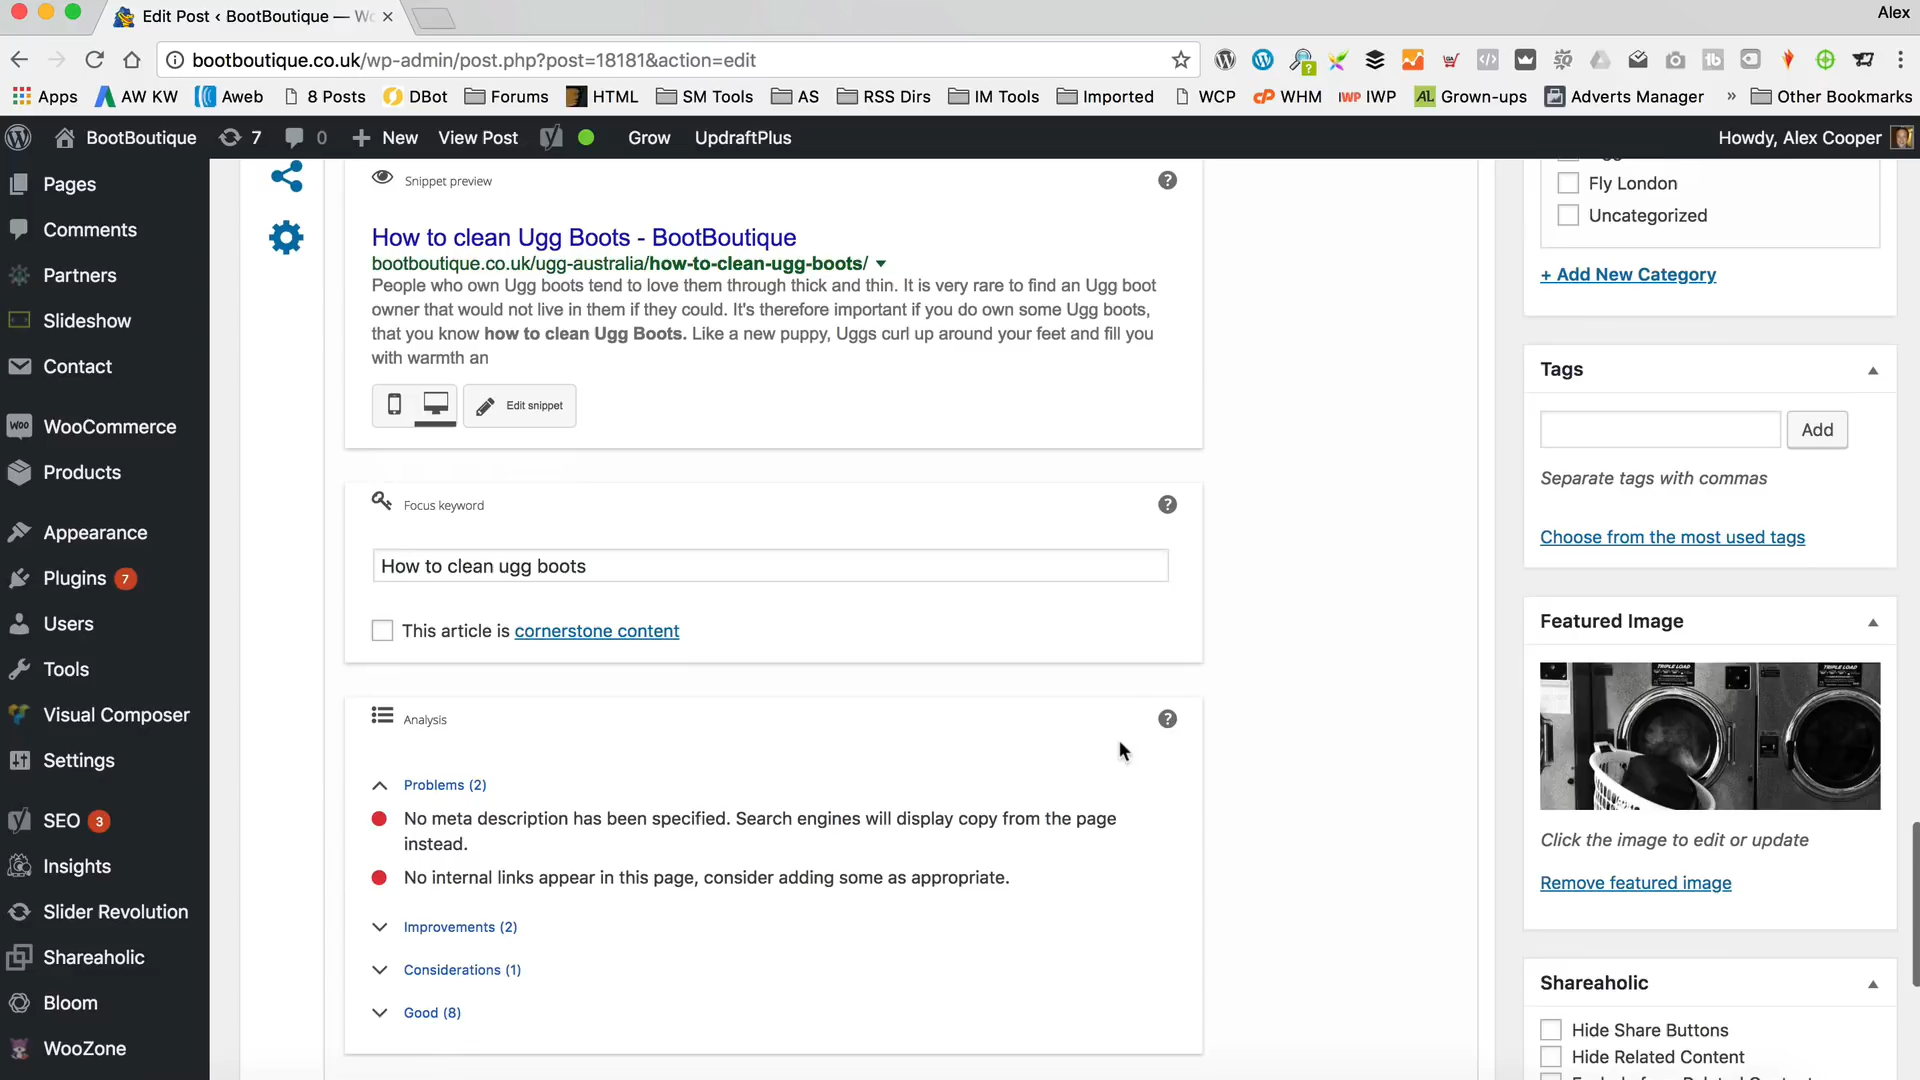 Edit Post ‹ BootBoutique —
Alex
bootboutique.co.uk/wp-admin/post.php?post=18181&action=edit
Apps
AW KW
Aweb
8 Posts
DBot
Forums
HTML
SM Tools
AS
RSS Dirs
IM Tools
Imported
WCP
cP WHM
IWP IWP
AL Grown-ups
Adverts Manager
»
Other Bookmarks
BootBoutique
7
0
New
View Post
Grow
UpdraftPlus
Howdy, Alex Cooper
Pages
Comments
Partners
Slideshow
Contact
WOO WooCommerce
Products
Appearance
Plugins 7
Users
Tools
Visual Composer
Settings
SEO 3
Insights
Slider Revolution
Shareaholic
Bloom
WooZone
Snippet preview
?
How to clean Ugg Boots - BootBoutique
bootboutique.co.uk/ugg-australia/how-to-clean-ugg-boots/
People who own Ugg boots tend to love them through thick and thin. It is very rare to find an Ugg boot
owner that would not live in them if they could. It's therefore important if you do own some Ugg boots,
that you know how to clean Ugg Boots. Like a new puppy, Uggs curl up around your feet and fill you
with warmth an
Edit snippet
Focus keyword
?
How to clean ugg boots
This article is cornerstone content
Analysis
?
Problems (2)
No meta description has been specified. Search engines will display copy from the page
instead.
No internal links appear in this page, consider adding some as appropriate.
Improvements (2)
Considerations (1)
Good (8)
Fly London
Uncategorized
+ Add New Category
Tags
Add
Separate tags with commas
Choose from the most used tags
Featured Image
TRIPLE LOAD
TRIPLE LOAD
Click the image to edit or update
Remove featured image
Shareaholic
Hide Share Buttons
Hide Related Content